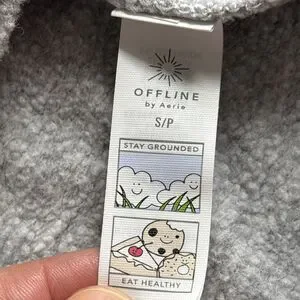 OFFLINE
by Aerie
S/P
STAY GROUNDED
EAT HEALTHY